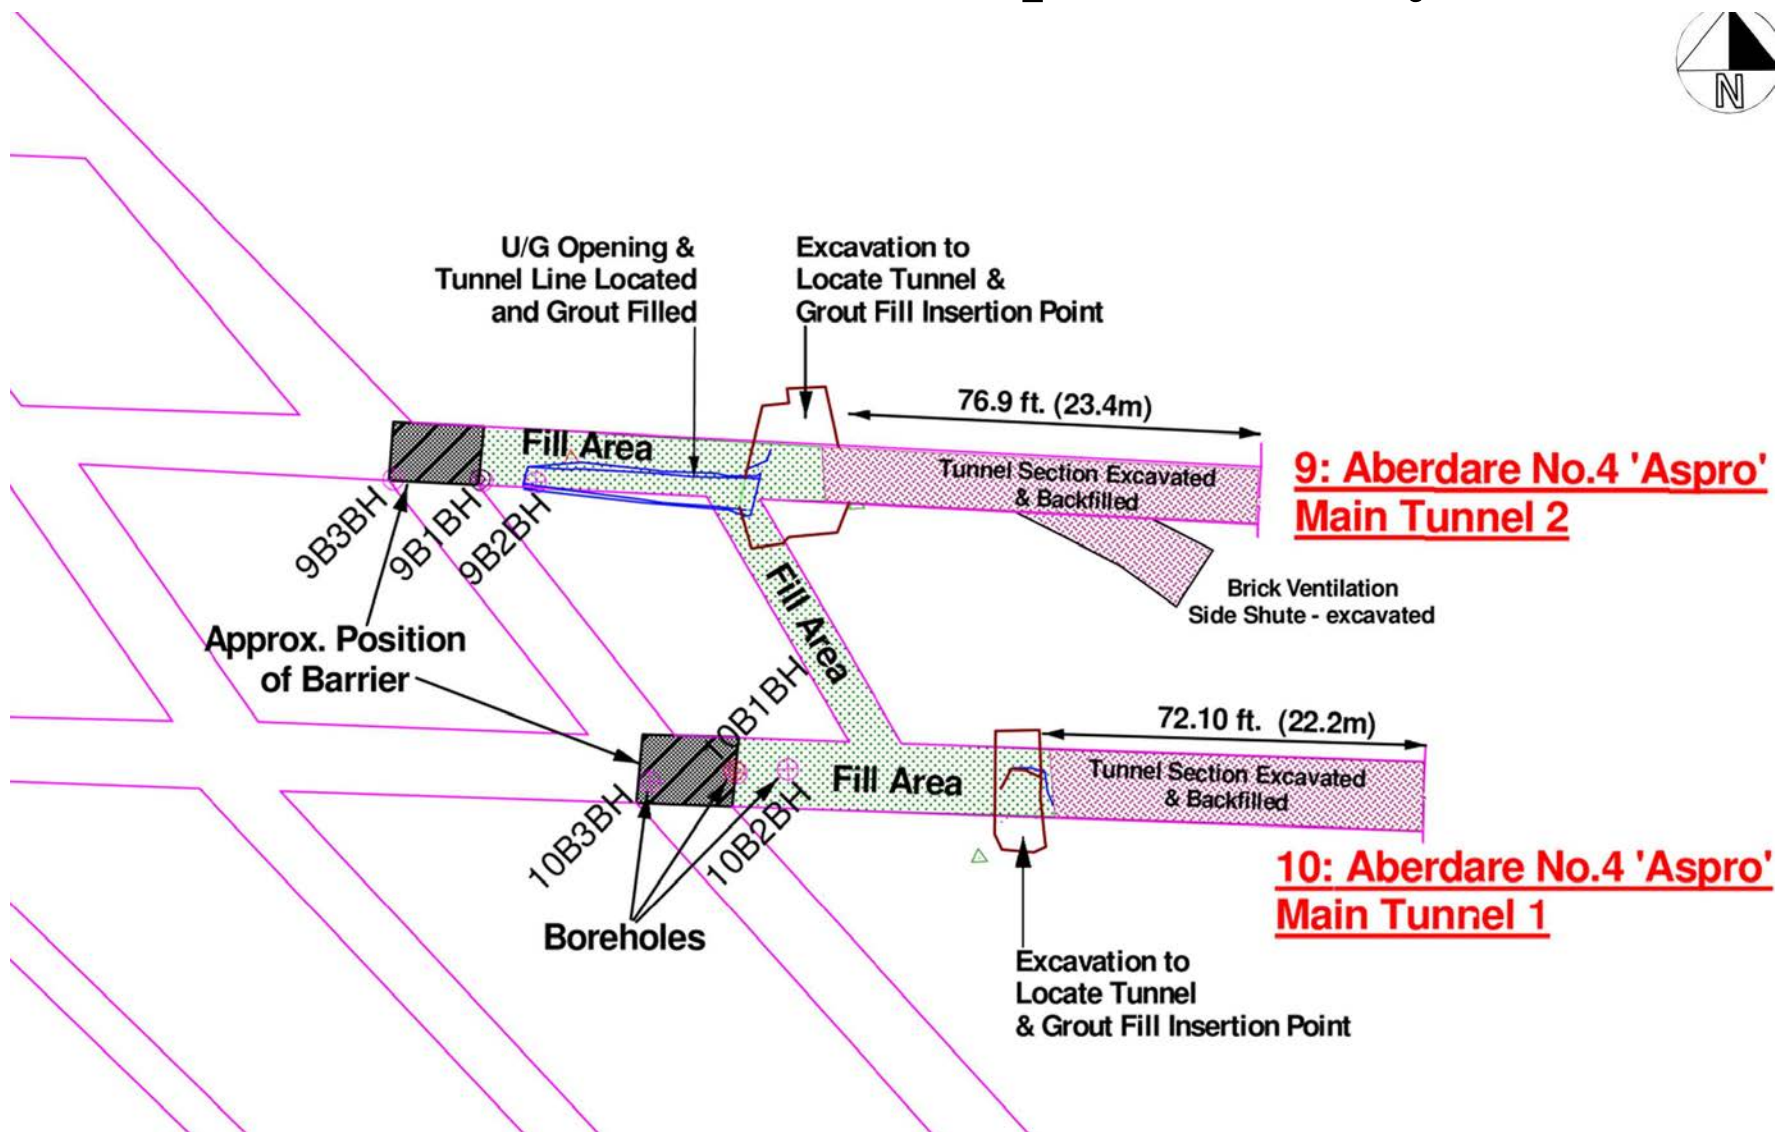 N
U/G Opening &
Tunnel Line Located
and Grout Filled
Excavation to
Locate Tunnel &
Grout Fill Insertion Point
76.9 ft. (23.4m)
Fill Area
Tunnel Section Excavated
& Backfilled
9: Aberdare No.4 'Aspro'
Main Tunnel 2
9B3BH
9B1BH
9B2BH
Fill Area
Brick Ventilation
Side Shute - excavated
Approx. Position
of Barrier
10B1BH
72.10 ft. (22.2m)
Fill Area
Tunnel Section Excavated
& Backfilled
10B3BH
10B2BH
10: Aberdare No.4 'Aspro'
Main Tunnel 1
Boreholes
Excavation to
Locate Tunnel
& Grout Fill Insertion Point